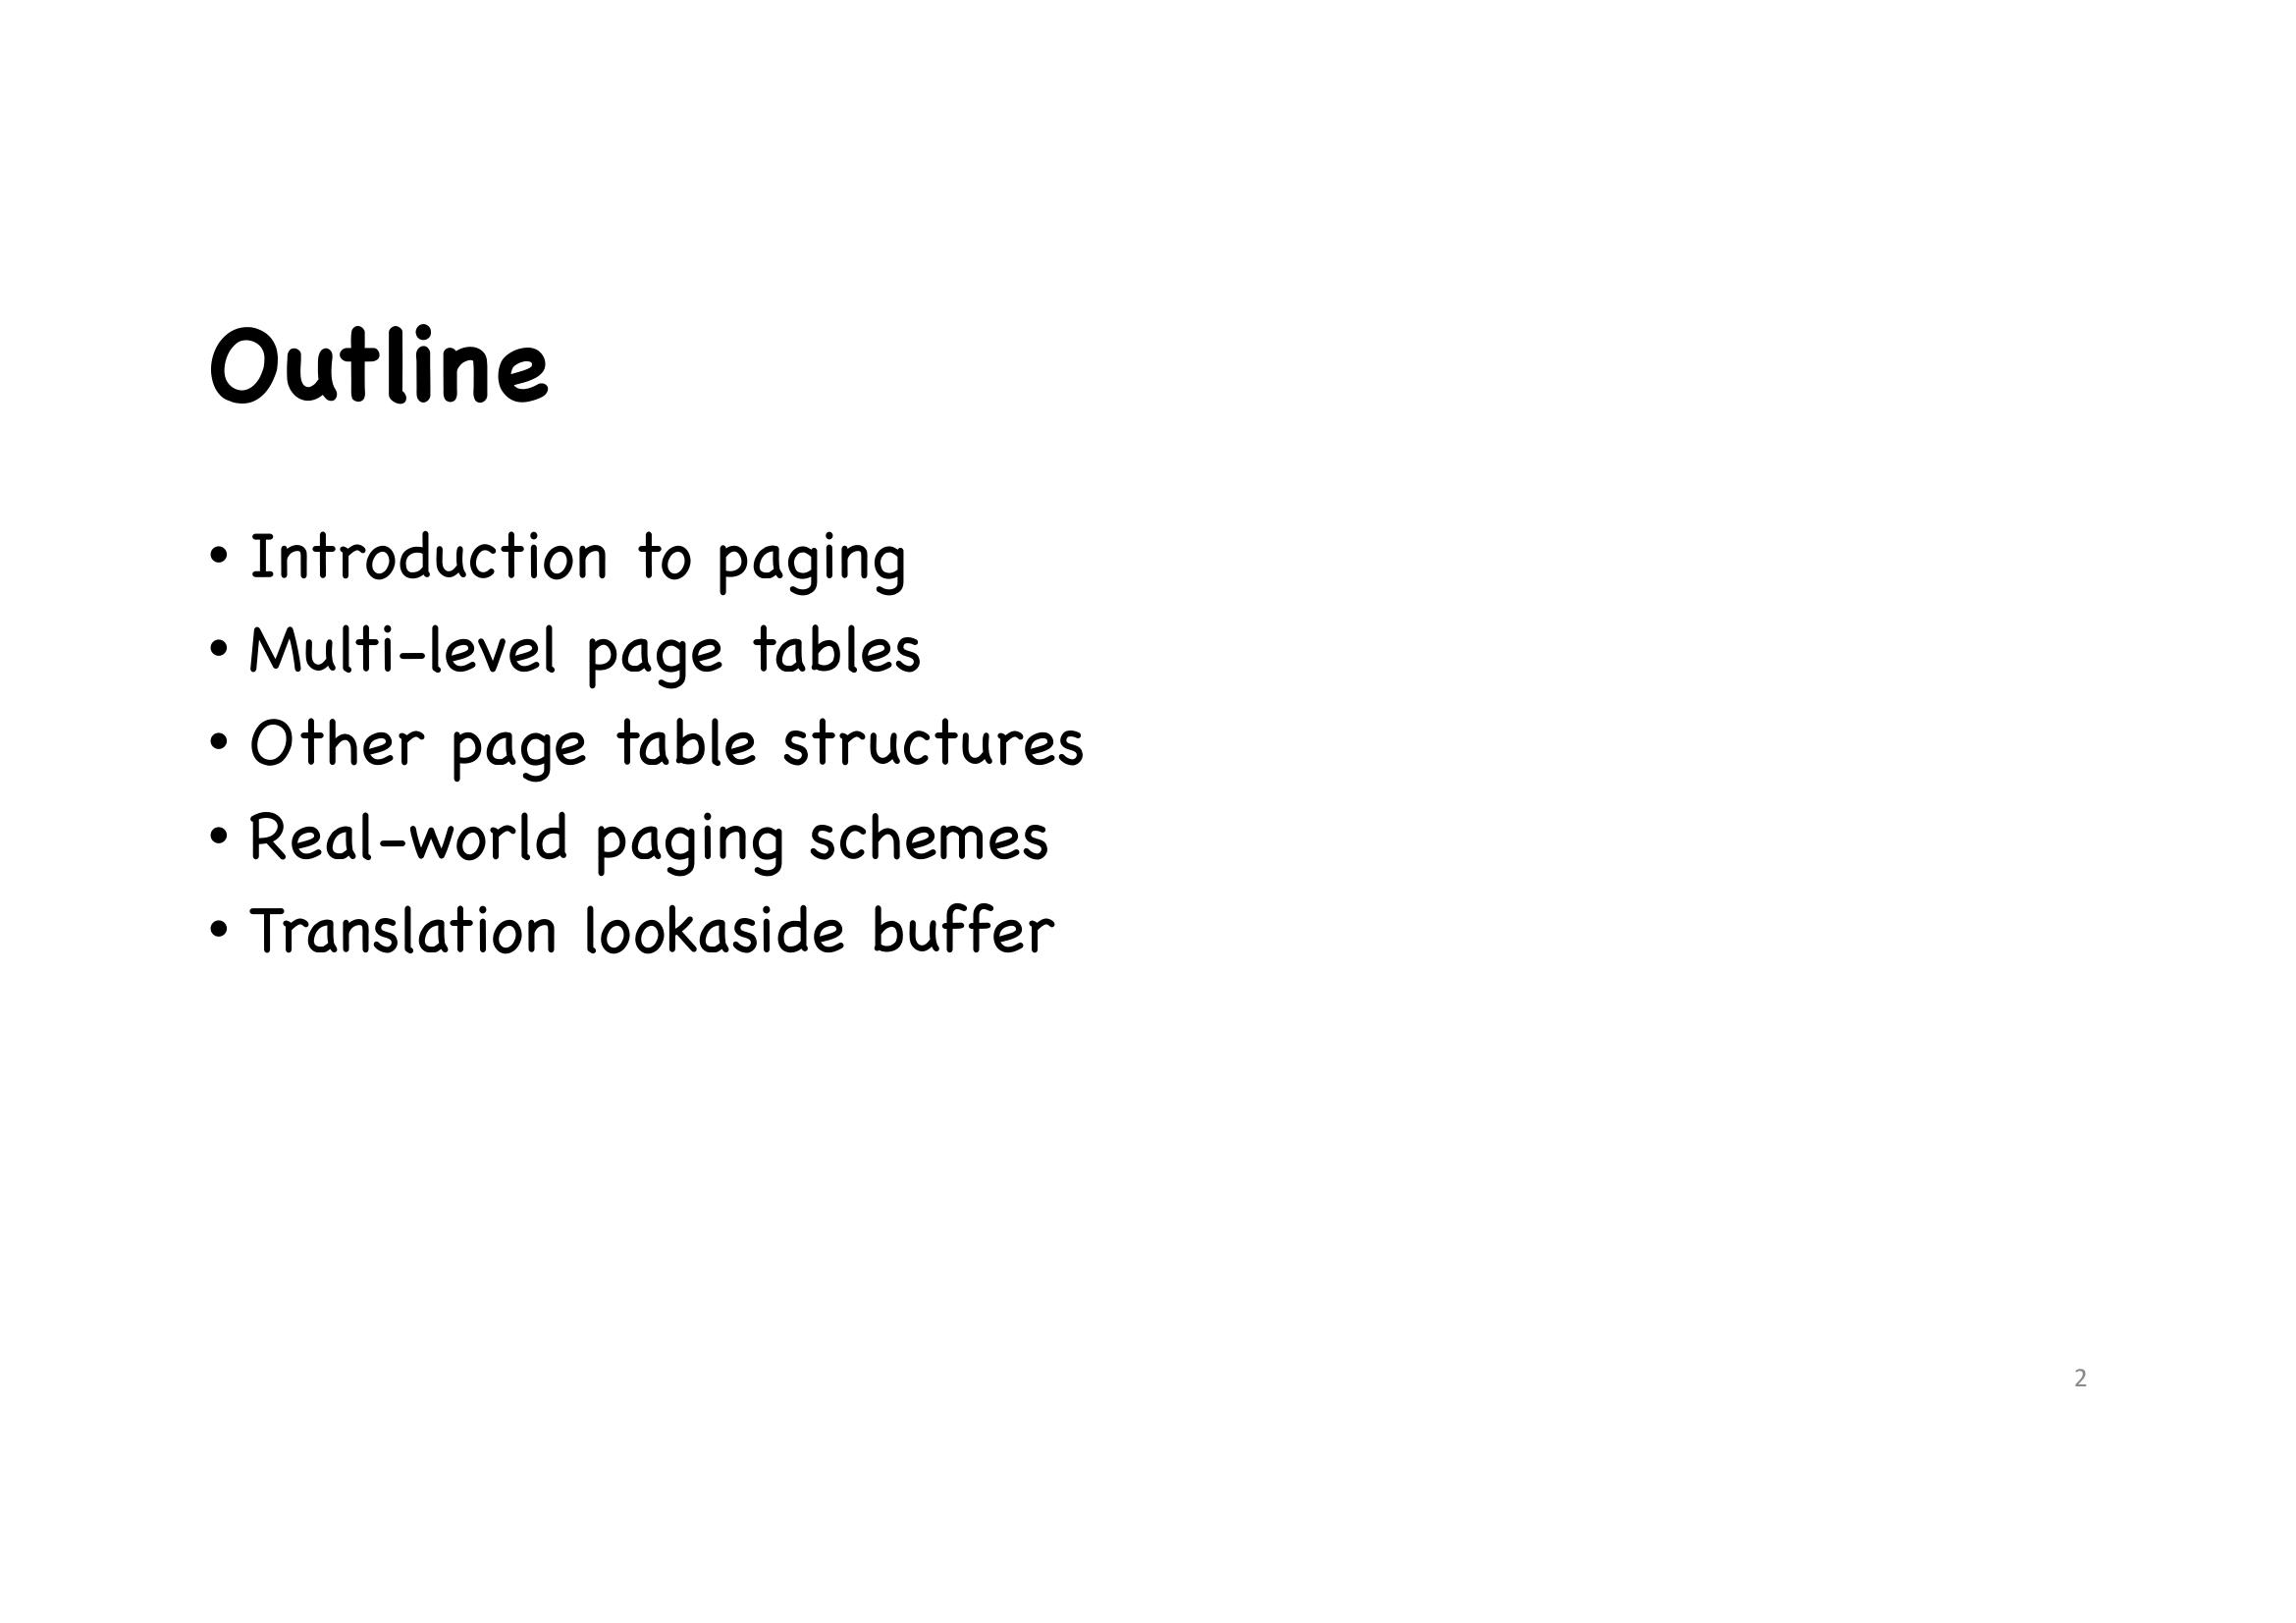 Outline
• Introduction to paging
• Multi-level page tables
• Other page table structures
• Real-world paging schemes
• Translation lookaside buffer
2